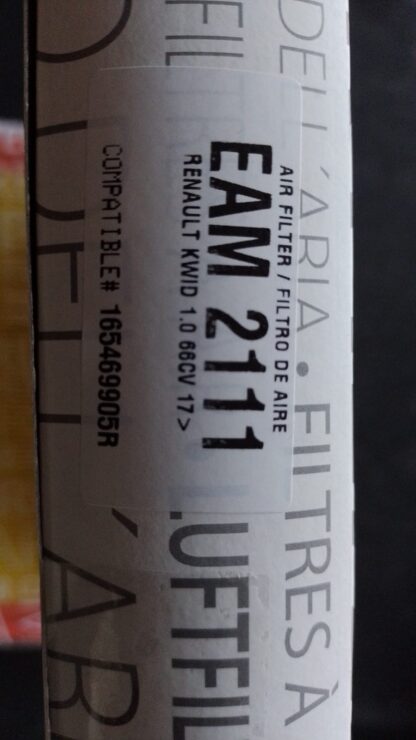 AIR FILTER / FILTRO DE AIRE
EAM 2111
RENAULT KWID 1.0 66CV 17>
COMPATIBLE# 165469905R
DELL´ARIA • FILTRES À
LUFTFIL